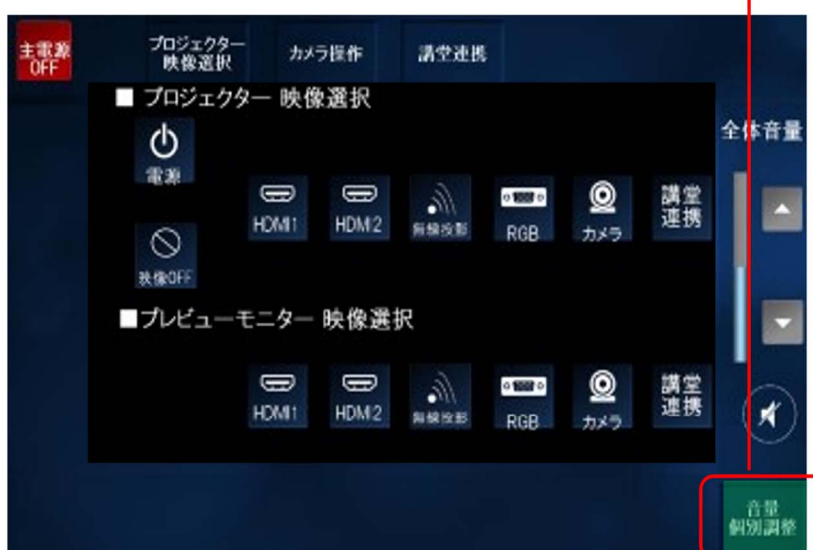 主電源
OFF
プロジェクター
映像選択
カメラ操作
講堂連携
■ プロジェクター 映像選択
全体音量
電源
HDMI1
HDMI2
無線投影
RGB
カメラ
講堂
連携
映像OFF
■プレビューモニター 映像選択
HDMI1
HDMI2
無線投影
RGB
カメラ
講堂
連携
音量
個別調整